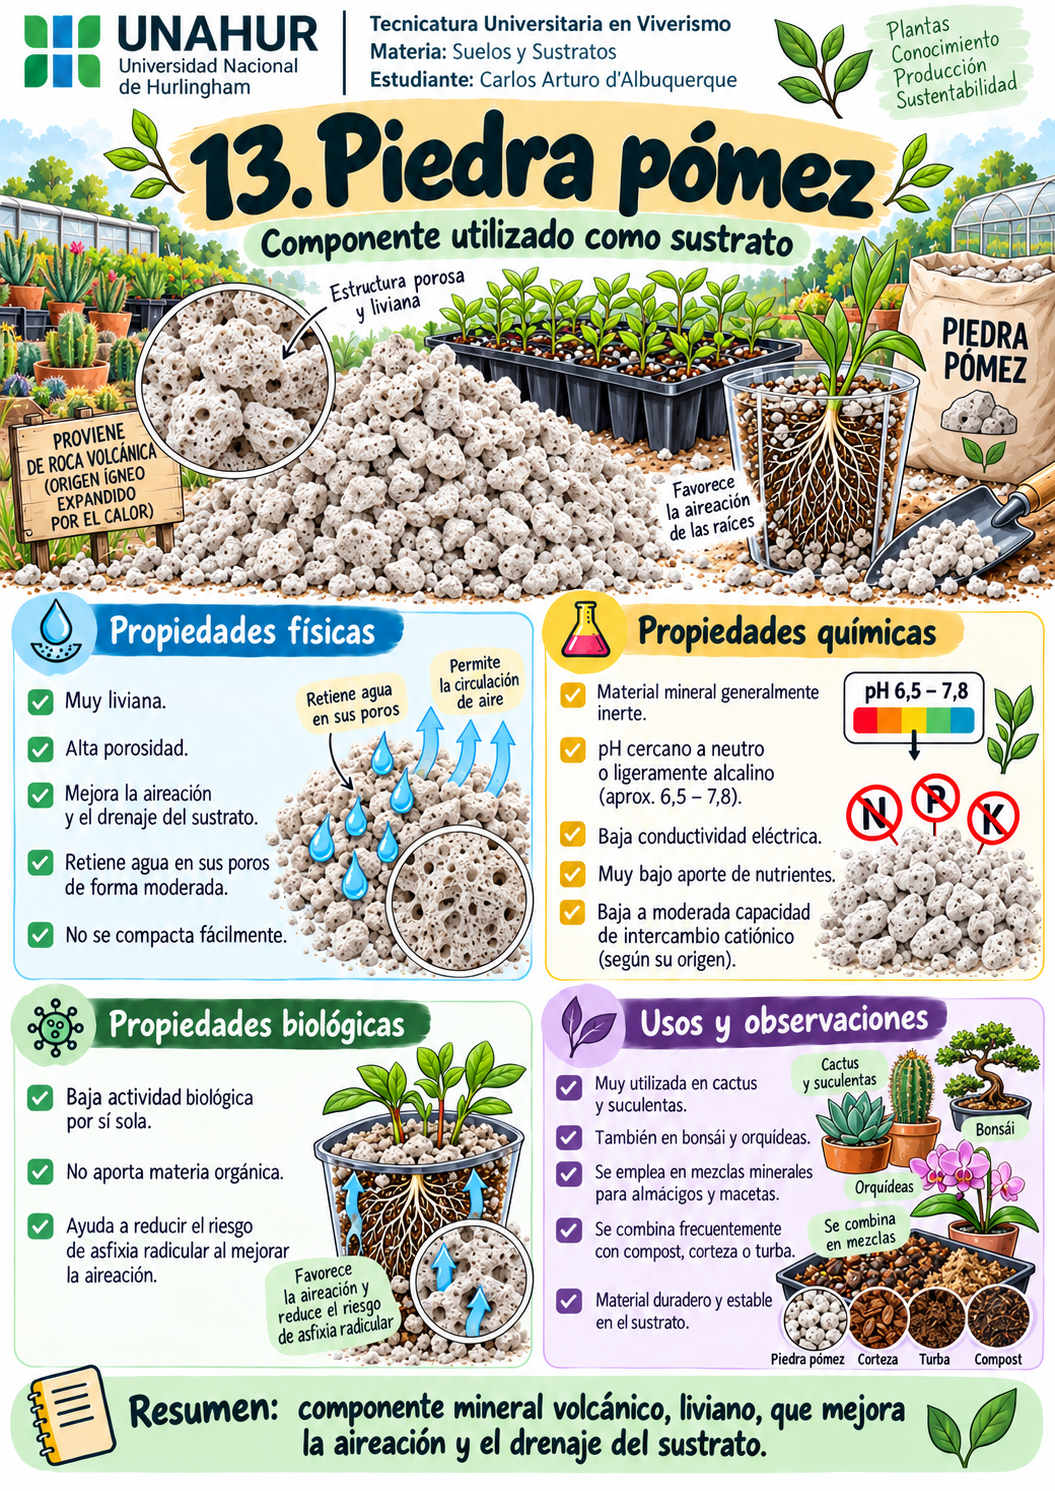 UNAHUR
Universidad Nacional
de Hurlingham
Tecnicatura Universitaria en Viverismo
Materia: Suelos y Sustratos
Estudiante: Carlos Arturo d'Albuquerque
Plantas
Conocimiento
Producción
Sustentabilidad
13. Piedra pómez
Componente utilizado como sustrato
Estructura porosa
y liviana
PROVIENE
DE ROCA VOLCÁNICA
(ORIGEN ÍGNEO
EXPANDIDO
POR EL CALOR)
Favorece
la aireación
de las raíces
PIEDRA
PÓMEZ
Propiedades físicas
Muy liviana.
Alta porosidad.
Mejora la aireación
y el drenaje del sustrato.
Retiene agua en sus poros
de forma moderada.
No se compacta fácilmente.
Retiene agua
en sus poros
Permite
la circulación
de aire
Propiedades químicas
Material mineral generalmente
inerte.
pH cercano a neutro
o ligeramente alcalino
(aprox. 6,5 – 7,8).
Baja conductividad eléctrica.
Muy bajo aporte de nutrientes.
Baja a moderada capacidad
de intercambio catiónico
(según su origen).
pH 6,5 – 7,8
N
P
K
Propiedades biológicas
Baja actividad biológica
por sí sola.
No aporta materia orgánica.
Ayuda a reducir el riesgo
de asfixia radicular al mejorar
la aireación.
Favorece
la aireación y
reduce el riesgo
de asfixia radicular
Usos y observaciones
Muy utilizada en cactus
y suculentas.
También en bonsái y orquídeas.
Se emplea en mezclas minerales
para almácigos y macetas.
Se combina frecuentemente
con compost, corteza o turba.
Material duradero y estable
en el sustrato.
Cactus
y suculentas
Bonsái
Orquídeas
Se combina
en mezclas
Piedra pómez
Corteza
Turba
Compost
Resumen: componente mineral volcánico, liviano, que mejora
la aireación y el drenaje del sustrato.